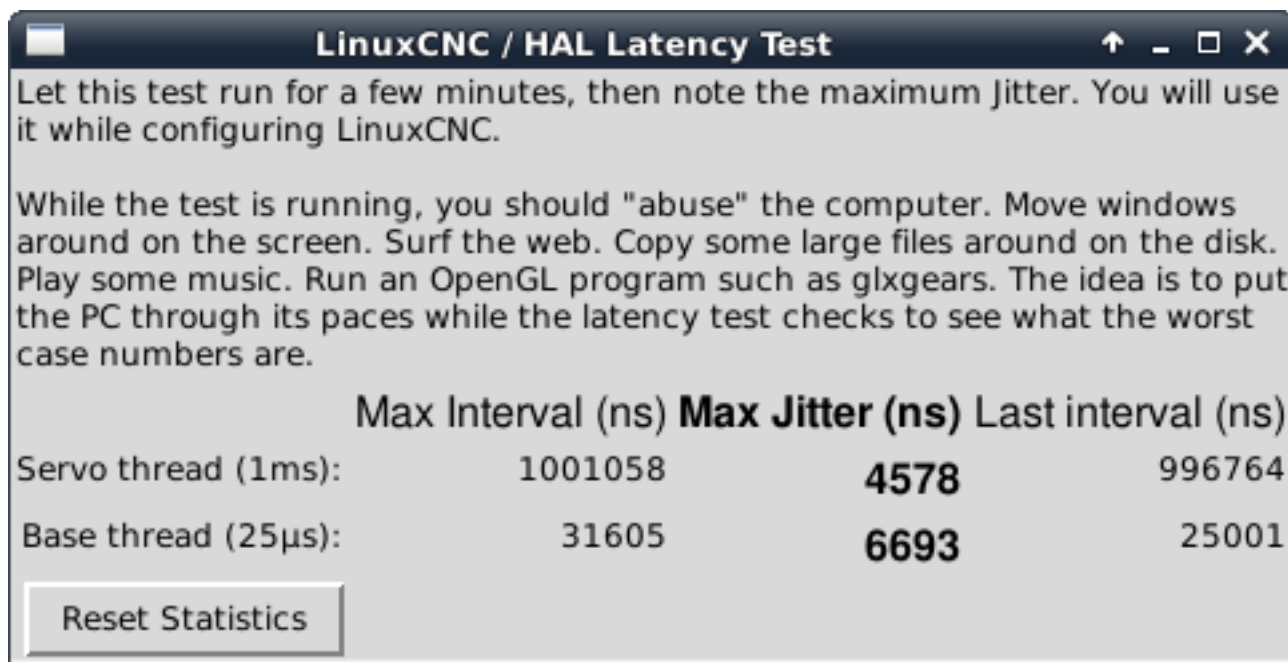 LinuxCNC / HAL Latency Test
Let this test run for a few minutes, then note the maximum Jitter. You will use
it while configuring LinuxCNC.
While the test is running, you should "abuse" the computer. Move windows
around on the screen. Surf the web. Copy some large files around on the disk.
Play some music. Run an OpenGL program such as glxgears. The idea is to put
the PC through its paces while the latency test checks to see what the worst
case numbers are.
Max Interval (ns) Max Jitter (ns) Last interval (ns)
Servo thread (1ms): 1001058 4578 996764
Base thread (25µs): 31605 6693 25001
Reset Statistics